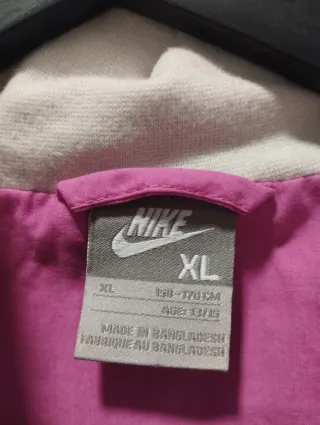 NIKE
XL
XL 158-170 CM
AGE: 13/15
MADE IN BANGLADESH
FABRIQUE AU BANGLADESH